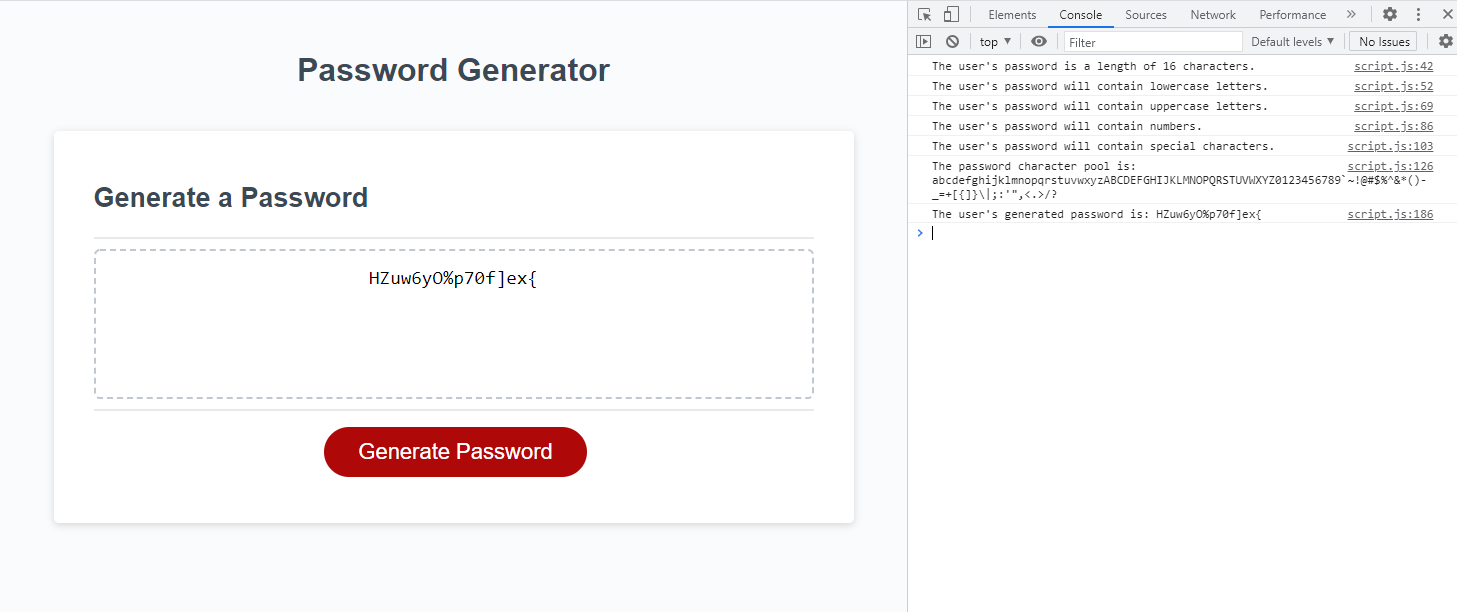 Password Generator
Generate a Password
HZuw6yO%p70f]ex{
Generate Password
Elements Console Sources Network Performance »
top ▼ Filter Default levels ▼ No Issues
The user's password is a length of 16 characters. script.js:42
The user's password will contain lowercase letters. script.js:52
The user's password will contain uppercase letters. script.js:69
The user's password will contain numbers. script.js:86
The user's password will contain special characters. script.js:103
The password character pool is: script.js:126
abcdefghijklmnopqrstuvwxyzABCDEFGHIJKLMNOPQRSTUVWXYZ0123456789`~!@#$%^&*()-
_=+[{]}\|;:'",<.>/?
The user's generated password is: HZuw6yO%p70f]ex{ script.js:186